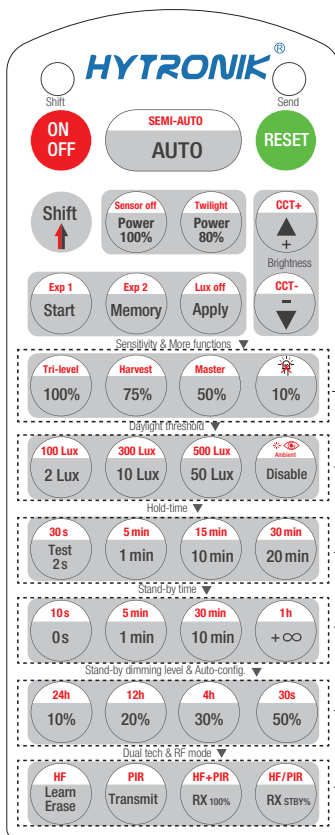 HYTRONIK®
Shift
Send
ON
OFF
SEMI-AUTO
AUTO
RESET
Shift
Sensor off
Power
100%
Twilight
Power
80%
CCT+
+
Brightness
CCT-
-
Exp 1
Start
Exp 2
Memory
Lux off
Apply
Sensitivity & More functions ▼
Tri-level
100%
Harvest
75%
Master
50%
10%
Daylight threshold ▼
100 Lux
2 Lux
300 Lux
10 Lux
500 Lux
50 Lux
Ambient
Disable
Hold-time ▼
30 s
Test
2 s
5 min
1 min
15 min
10 min
30 min
20 min
Stand-by time ▼
10 s
0 s
5 min
1 min
30 min
10 min
1h
+∞
Stand-by dimming level & Auto-config. ▼
24h
10%
12h
20%
4h
30%
30s
50%
Dual tech & RF mode ▼
HF
Learn
Erase
PIR
Transmit
HF+PIR
RX 100%
HF/PIR
RX STBY%